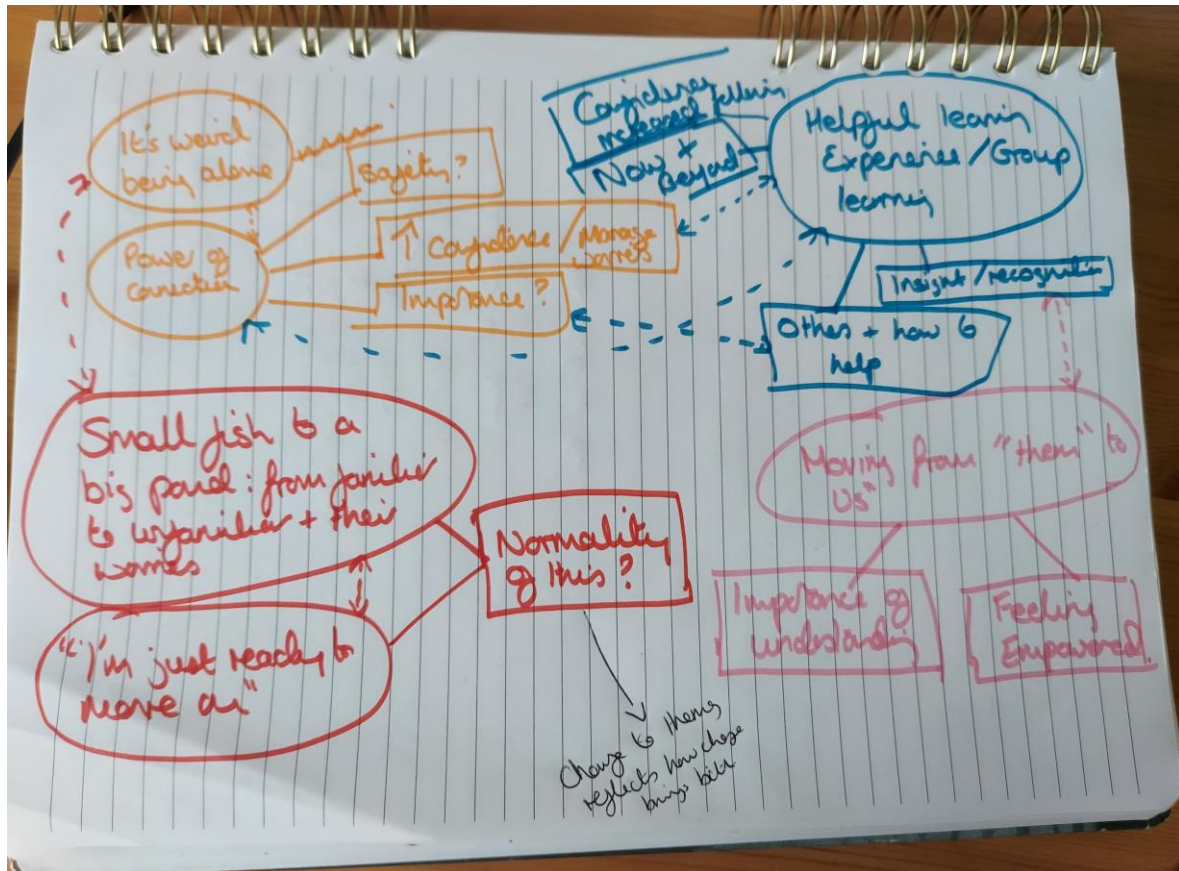 It's weird
being alone
Safety?
Power of
connection
↑ Confidence / Manage
worries
Importance?
Confidence
increased following
Now +
Beyond
Helpful learning
Experience/Group
learning
Insight/recognition
Others + how to
help
Small fish to a
big pond: from familiar
to unfamiliar + their
worries
"I'm just ready to
move on"
Normality
of this?
Change to theme
reflects how
Moving from "them" to
us"
Importance of
understanding
Feeling
Empowered